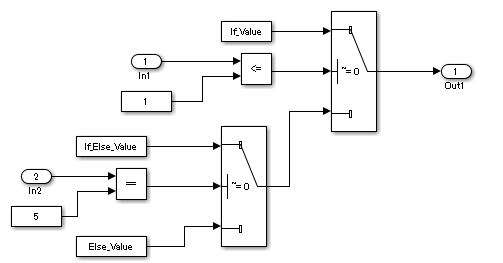 If_Value
1
In1
<=
~= 0
1
Out1
1
If_Else_Value
2
In2
==
~= 0
5
Else_Value